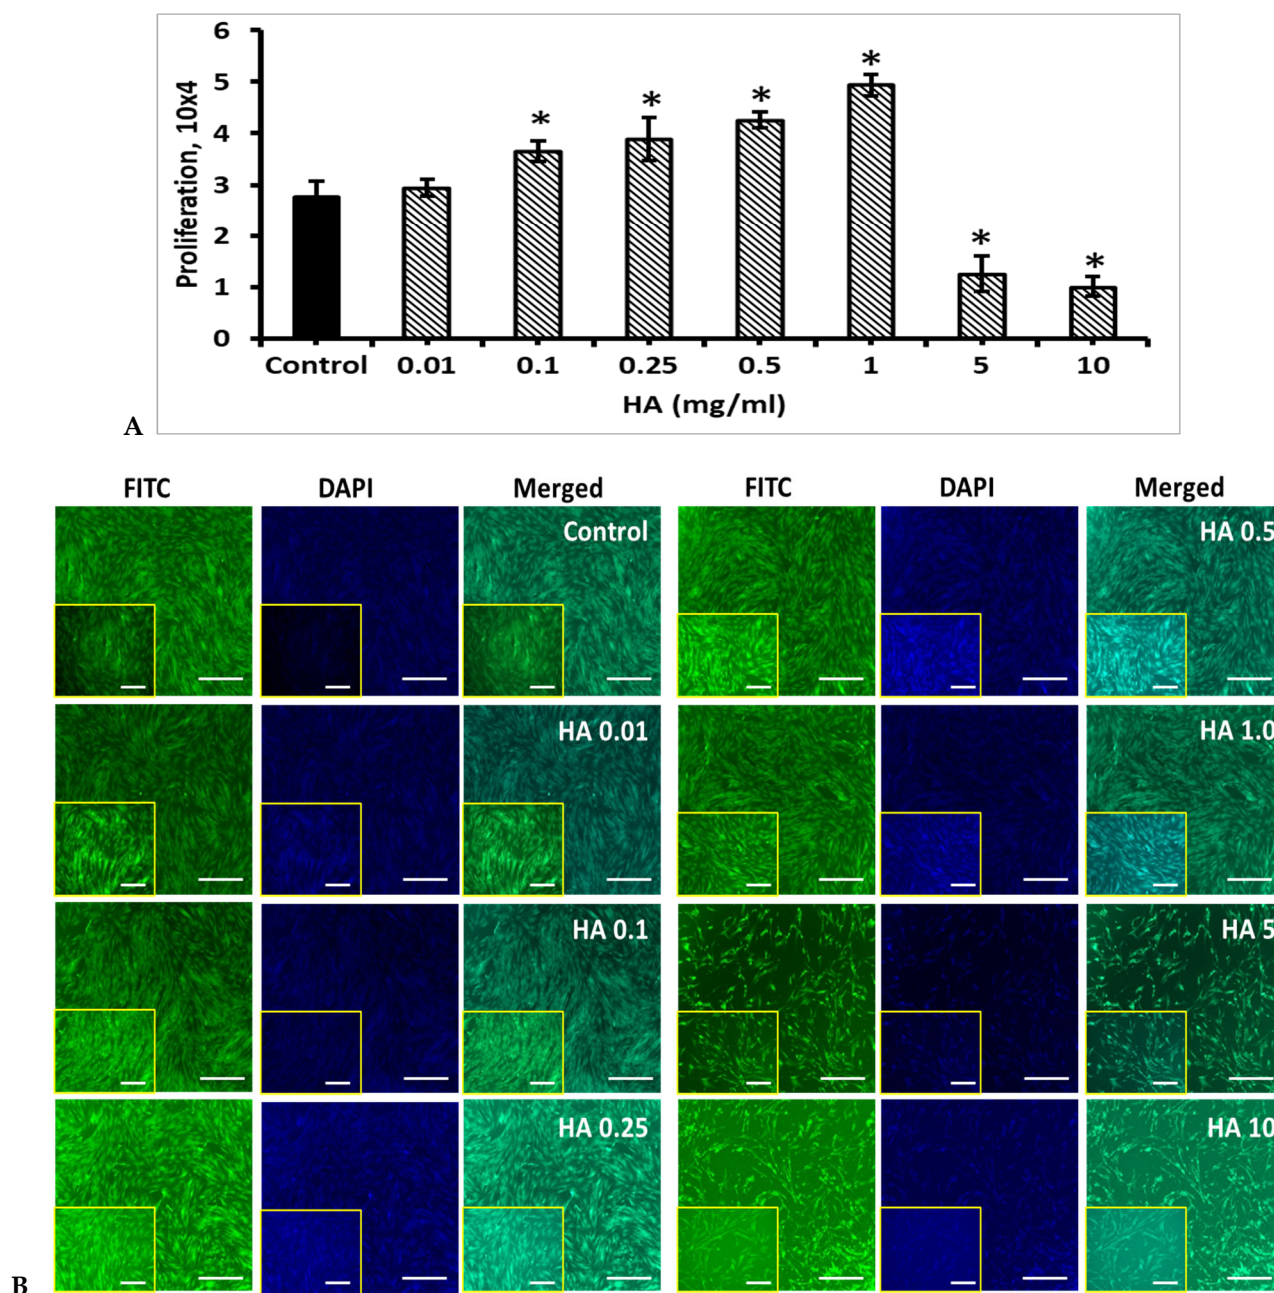 6
5
4
3
2
1
0
Proliferation, 10x4
* * * * * *
Control 0.01 0.1 0.25 0.5 1 5 10
HA (mg/ml)
A
FITC DAPI Merged FITC DAPI Merged
Control HA 0.5
HA 0.01 HA 1.0
HA 0.1 HA 5
HA 0.25 HA 10
B